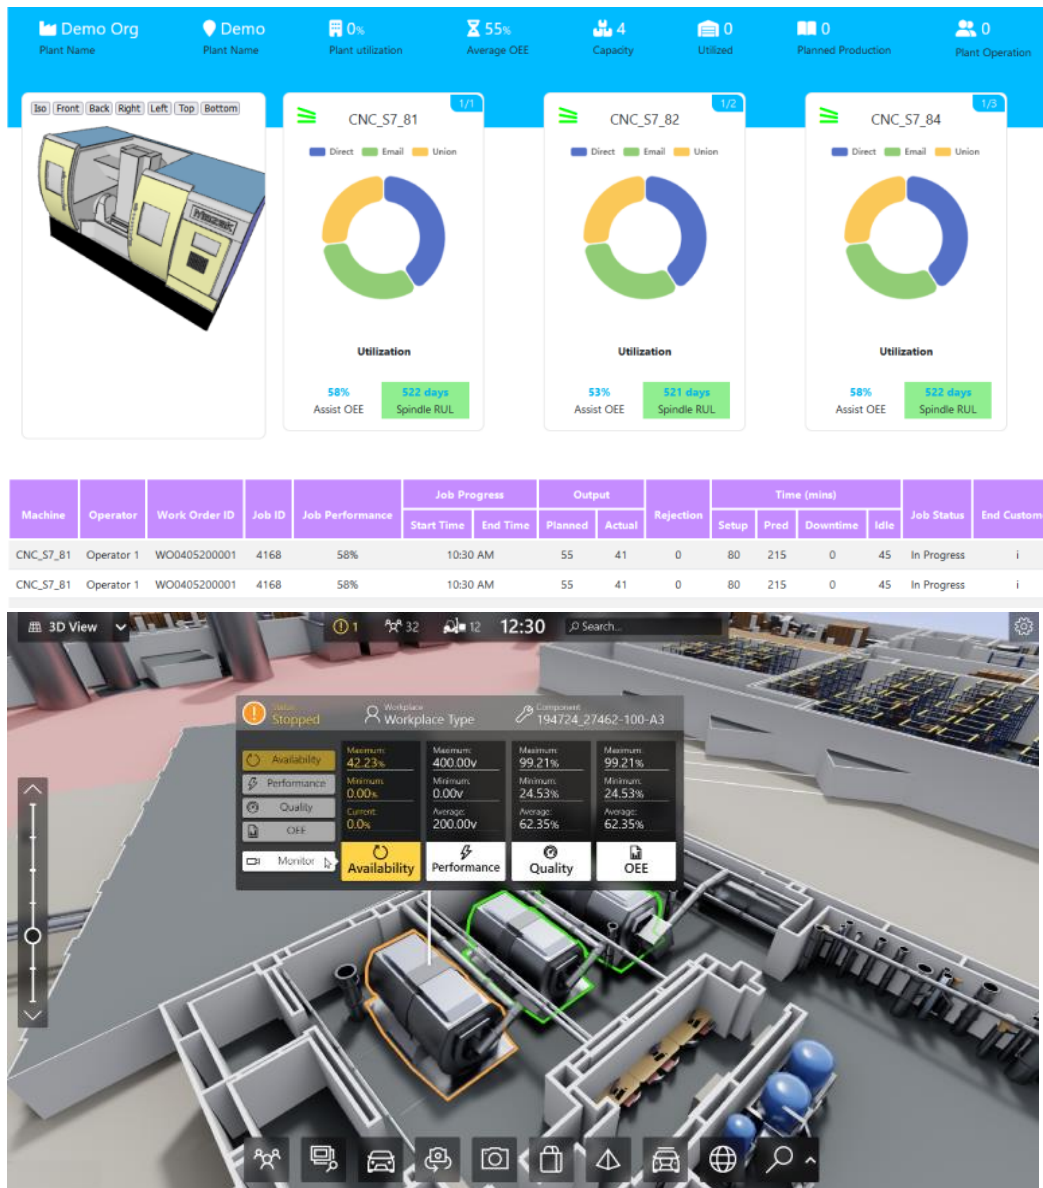 Demo Org Demo 0% 55% 4 0 0 0
Plant Name Plant Name Plant utilization Average OEE Capacity Utilized Planned Production Plant Operation
Iso Front Back Right Left Top Bottom
Mazak
1/1
CNC_S7_81
Direct Email Union
Utilization
58% 522 days
Assist OEE Spindle RUL
1/2
CNC_S7_82
Direct Email Union
Utilization
53% 521 days
Assist OEE Spindle RUL
1/3
CNC_S7_84
Direct Email Union
Utilization
58% 522 days
Assist OEE Spindle RUL
Machine Operator Work Order ID Job ID Job Performance Job Progress Output Rejection Time (mins) Job Status End Custom
Start Time End Time Planned Actual Setup Pred Downtime Idle
CNC_S7_81 Operator 1 WO0405200001 4168 58% 10:30 AM 55 41 0 80 215 0 45 In Progress i
CNC_S7_81 Operator 1 WO0405200001 4168 58% 10:30 AM 55 41 0 80 215 0 45 In Progress i
3D View 1 32 12 12:30 Search...
Status Workplace Component
Stopped Workplace Type 194724_27462-100-A3
Availability
Performance
Quality
OEE
Monitor
Maximum: Maximum: Maximum: Maximum:
42.23% 400.00v 99.21% 99.21%
Minimum: Minimum: Minimum: Minimum:
0.00% 0.00v 24.53% 24.53%
Current: Average: Average: Average:
0.0% 200.00v 62.35% 62.35%
Availability Performance Quality OEE